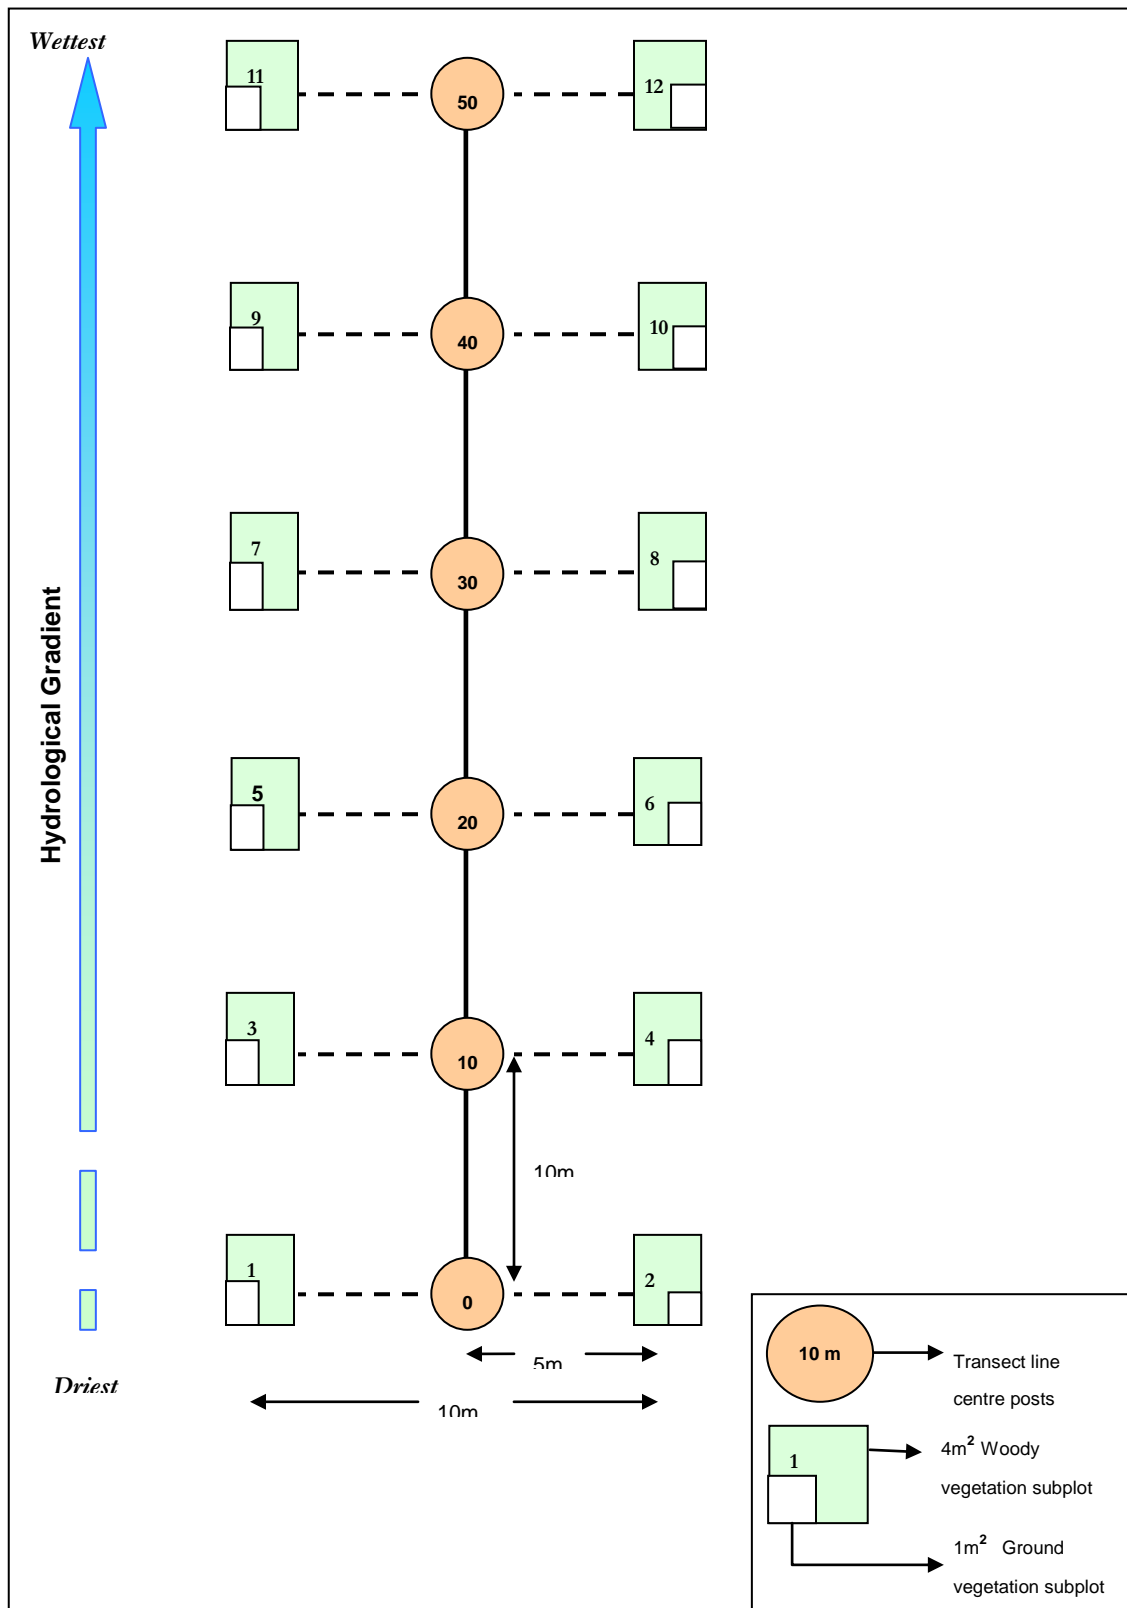 Wettest
11
50
12
9
40
10
7
30
8
Hydrological Gradient
5
20
6
3
10
4
10m
1
0
2
5m
Driest
10m
10 m
Transect line
centre posts
1
4m² Woody
vegetation subplot
1m² Ground
vegetation subplot